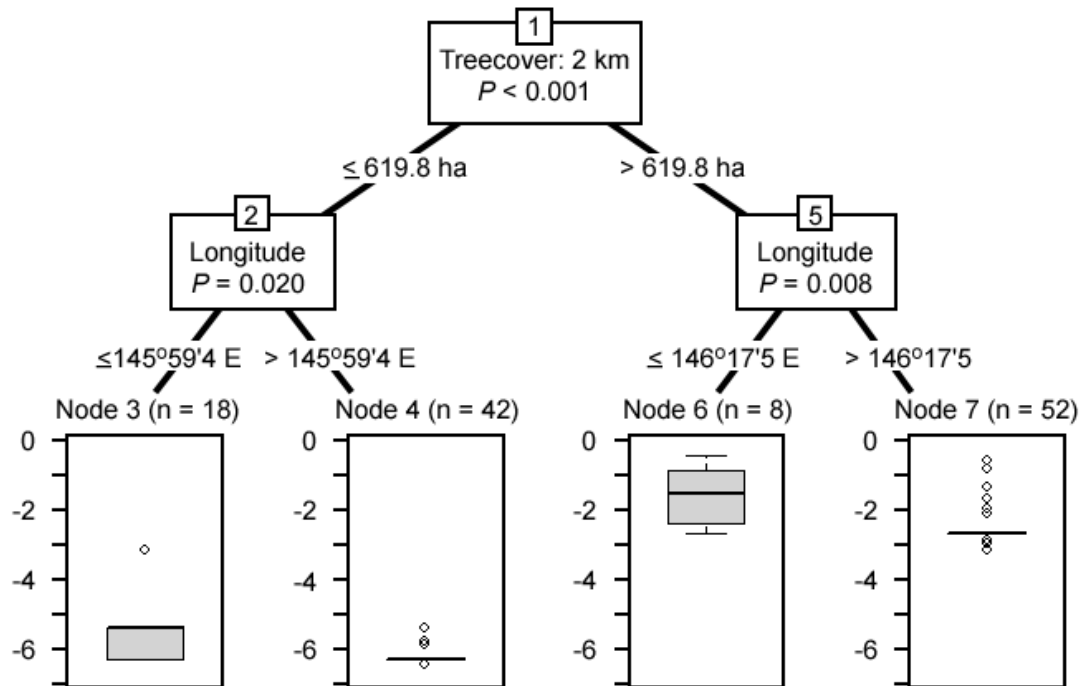 1
Treecover: 2 km
P < 0.001
≤ 619.8 ha
> 619.8 ha
2
Longitude
P = 0.020
5
Longitude
P = 0.008
≤145º59'4 E
> 145º59'4 E
≤ 146º17'5 E
> 146º17'5
Node 3 (n = 18)
Node 4 (n = 42)
Node 6 (n = 8)
Node 7 (n = 52)
0
-2
-4
-6
0
-2
-4
-6
0
-2
-4
-6
0
-2
-4
-6